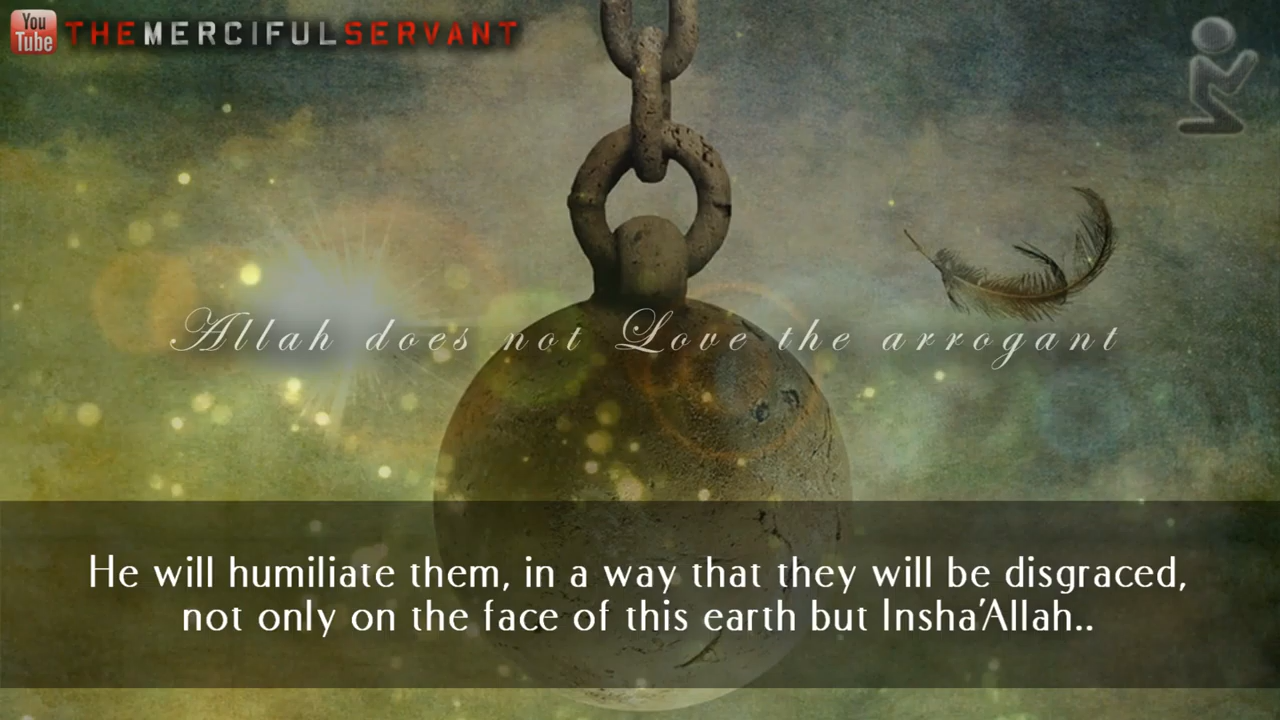 You
Tube
THEMERCIFULSERVANT
Allah does not Love the arrogant
He will humiliate them, in a way that they will be disgraced,
not only on the face of this earth but Insha'Allah..